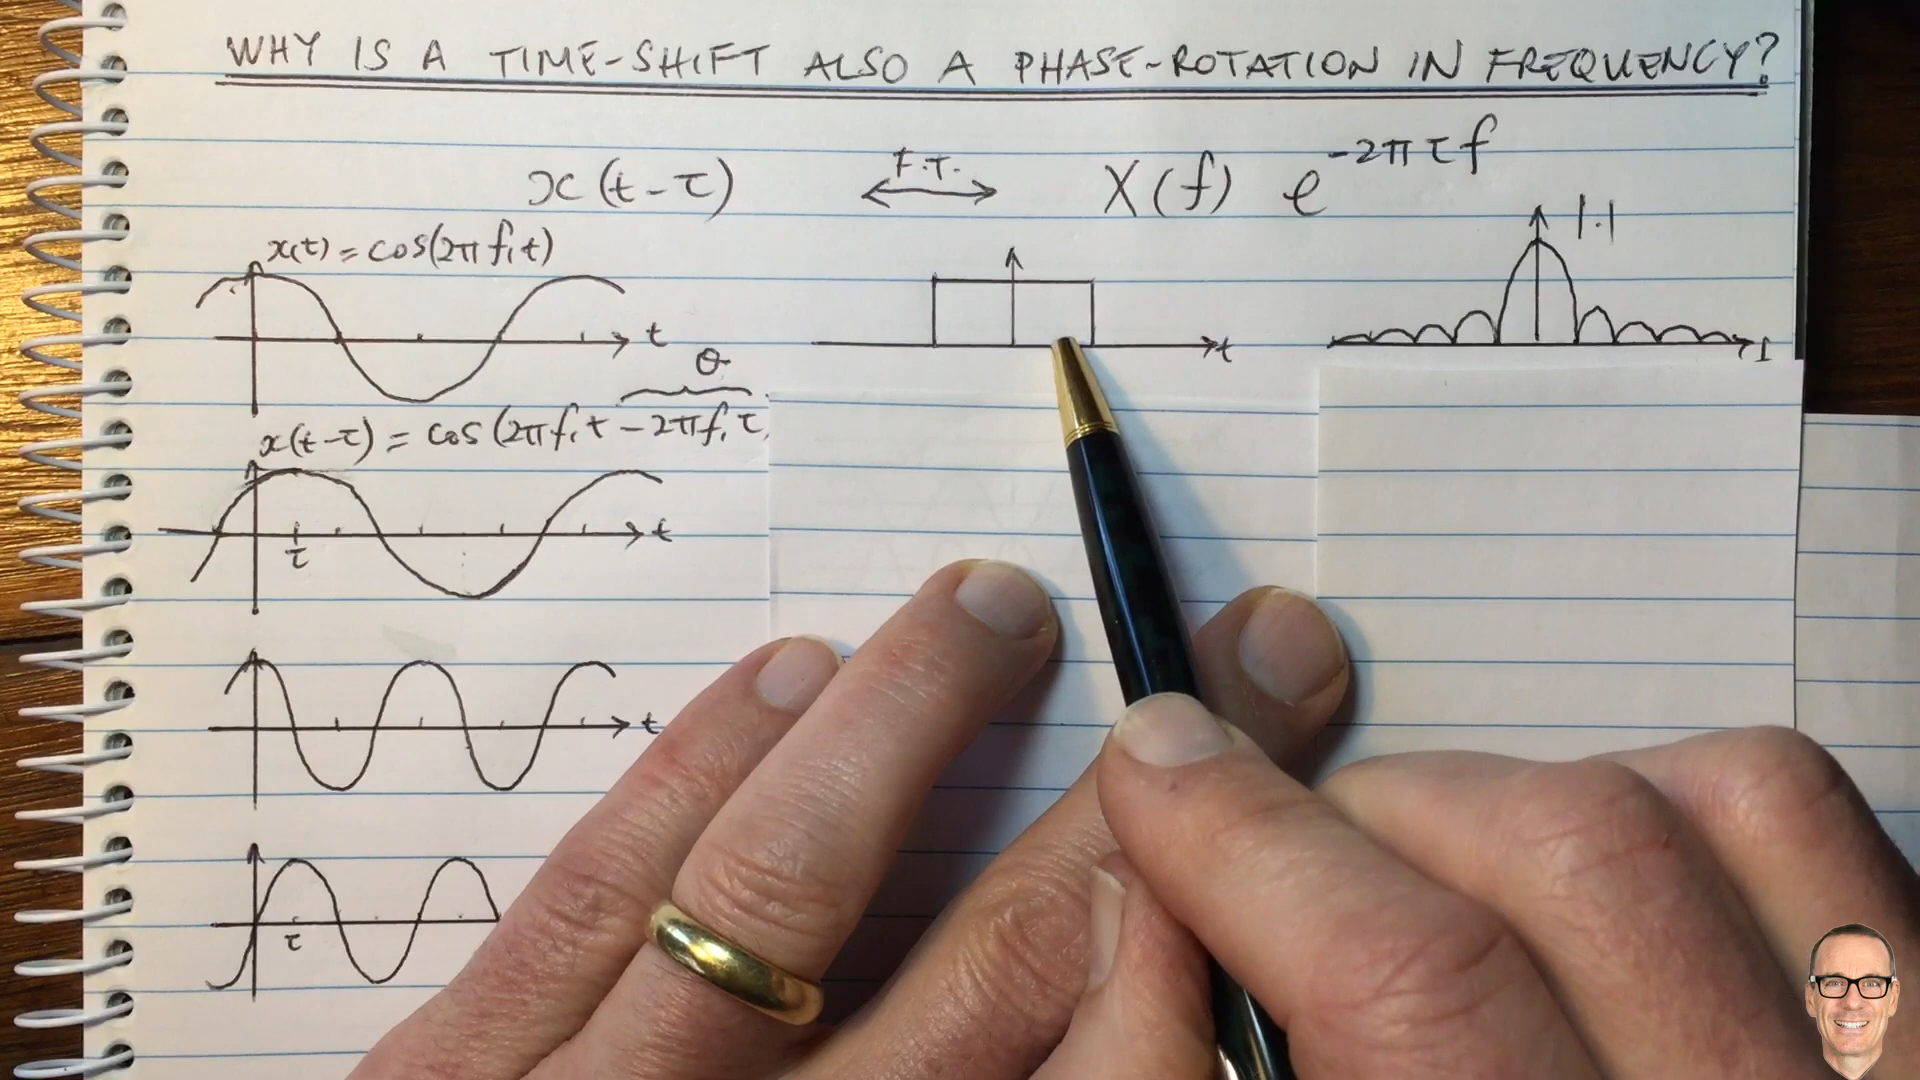 WHY IS A TIME-SHIFT ALSO A PHASE-ROTATION IN FREQUENCY?
x(t-τ) F.T. X(f) e^-2πτf
x(t) = cos(2πf₁t)
|.|
t
t
f
θ
x(t-τ) = cos(2πf₁t - 2πf₁τ
t
τ
t
τ